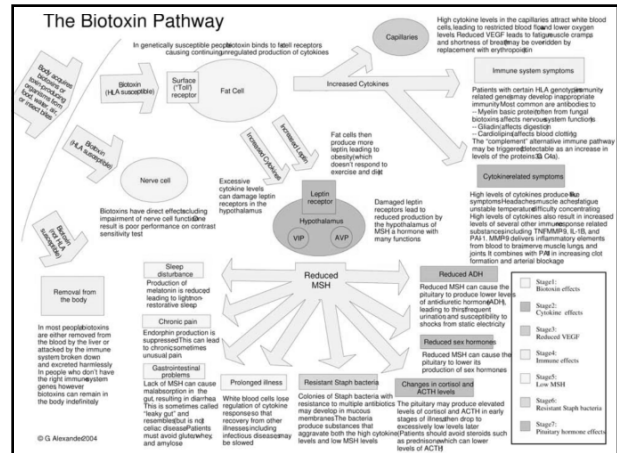 The Biotoxin Pathway
Body acquires
biotoxins or
toxin-producing
organisms from
food, water, air
or insect bites
In genetically susceptible people, biotoxin binds to fatcell receptors
causing continuing, unregulated production of cytokines
Biotoxin
(HLA susceptible)
Surface
("Toll")
receptor
Fat Cell
Increased Cytokines
Capillaries
High cytokine levels in the capillaries attract white blood
cells, leading to restricted blood flow and lower oxygen
levels Reduced VEGF leads to fatigue muscle cramps
and shortness of breath (may be overridden by
replacement with erythropoietin)
Immune system symptoms
Patients with certain HLA genotypes (immunity
related genes) may develop inappropriate
immunity. Most common are antibodies to
-- Myelin basic protein (often from fungal
biotoxins affects nervous system functions)
-- Gliadin (affects digestion)
-- Cardiolipins (affects blood clotting)
The "complement" alternative immune pathway
may be triggered (detectable as an increase in
levels of the proteins
Biotoxin
(HLA susceptible)
Nerve cell
Biotoxins have direct effects, including
impairment of nerve cell function. One
result is poor performance on contrast
sensitivity test
Increased Cytokines
Increased Leptin
Excessive
cytokine levels
can damage leptin
receptors in the
hypothalamus
Fat cells then
produce more
leptin leading to
obesity (which
doesn't respond to
exercise and diet)
Leptin
receptor
Hypothalamus
VIP
AVP
Damaged leptin
receptors lead to
reduced production by
the hypothalamus of
MSH a hormone with
many functions
Cytokinerelated symptoms
High levels of cytokines produce flu-like
symptoms Headaches muscle aches, fatigue
unstable temperature difficulty concentrating
High levels of cytokines also result in increased
levels of several other immune response related
substances including TNF, MMP9, IL-1B, and
PAI-1. MMP9 delivers inflammatory elements
from blood to brain, nerve muscle, lungs, and
joints. It combines with PAI-1 in increasing clot
formation and arterial blockage
Biotoxin
(non HLA
susceptible)
Removal from
the body
In most people, biotoxins
are either removed from
the blood by the liver or
attacked by the immune
system broken down
and excreted harmlessly
In people who don't have
the right immune system
genes however
biotoxins can remain in
the body indefinitely
Reduced
MSH
Sleep
disturbance
Production of
melatonin is reduced
leading to light, non-
restorative sleep
Chronic pain
Endorphin production is
suppressed This can lead
to chronic, sometimes
unusual pain
Gastrointestinal
problems
Lack of MSH can cause
malabsorption in the
gut, resulting in diarrhea
This is sometimes called
"leaky gut" and
resembles (but is not)
celiac disease Patients
must avoid gluten, whey,
and amylose
Prolonged illness
White blood cells lose
regulation of cytokine
response so that
recovery from other
illnesses including
infectious diseases may
be slowed
Resistant Staph bacteria
Colonies of Staph bacteria with
resistance to multiple antibiotics
may develop in mucous
membranes The bacteria
produce substances that
aggravate both the high cytokine
levels and low MSH levels
Reduced ADH
Reduced MSH can cause the
pituitary to produce lower levels
of antidiuretic hormone (ADH),
leading to thirst, frequent
urination, and susceptibility to
shocks from static electricity
Reduced sex hormones
Reduced MSH can cause the
pituitary to lower its
production of sex hormones
Changes in cortisol and
ACTH levels
The pituitary may produce elevated
levels of cortisol and ACTH in early
stages of illness, then drop to
excessively low levels later
(Patients should avoid steroids such
as prednisone, which can lower
levels of ACTH)
Stage1:
Biotoxin effects
Stage2:
Cytokine effects
Stage3:
Reduced VEGF
Stage4:
Immune effects
Stage5:
Low MSH
Stage6:
Resistant Staph bacteria
Stage7:
Pituitary hormone effects
© G Alexander 2004